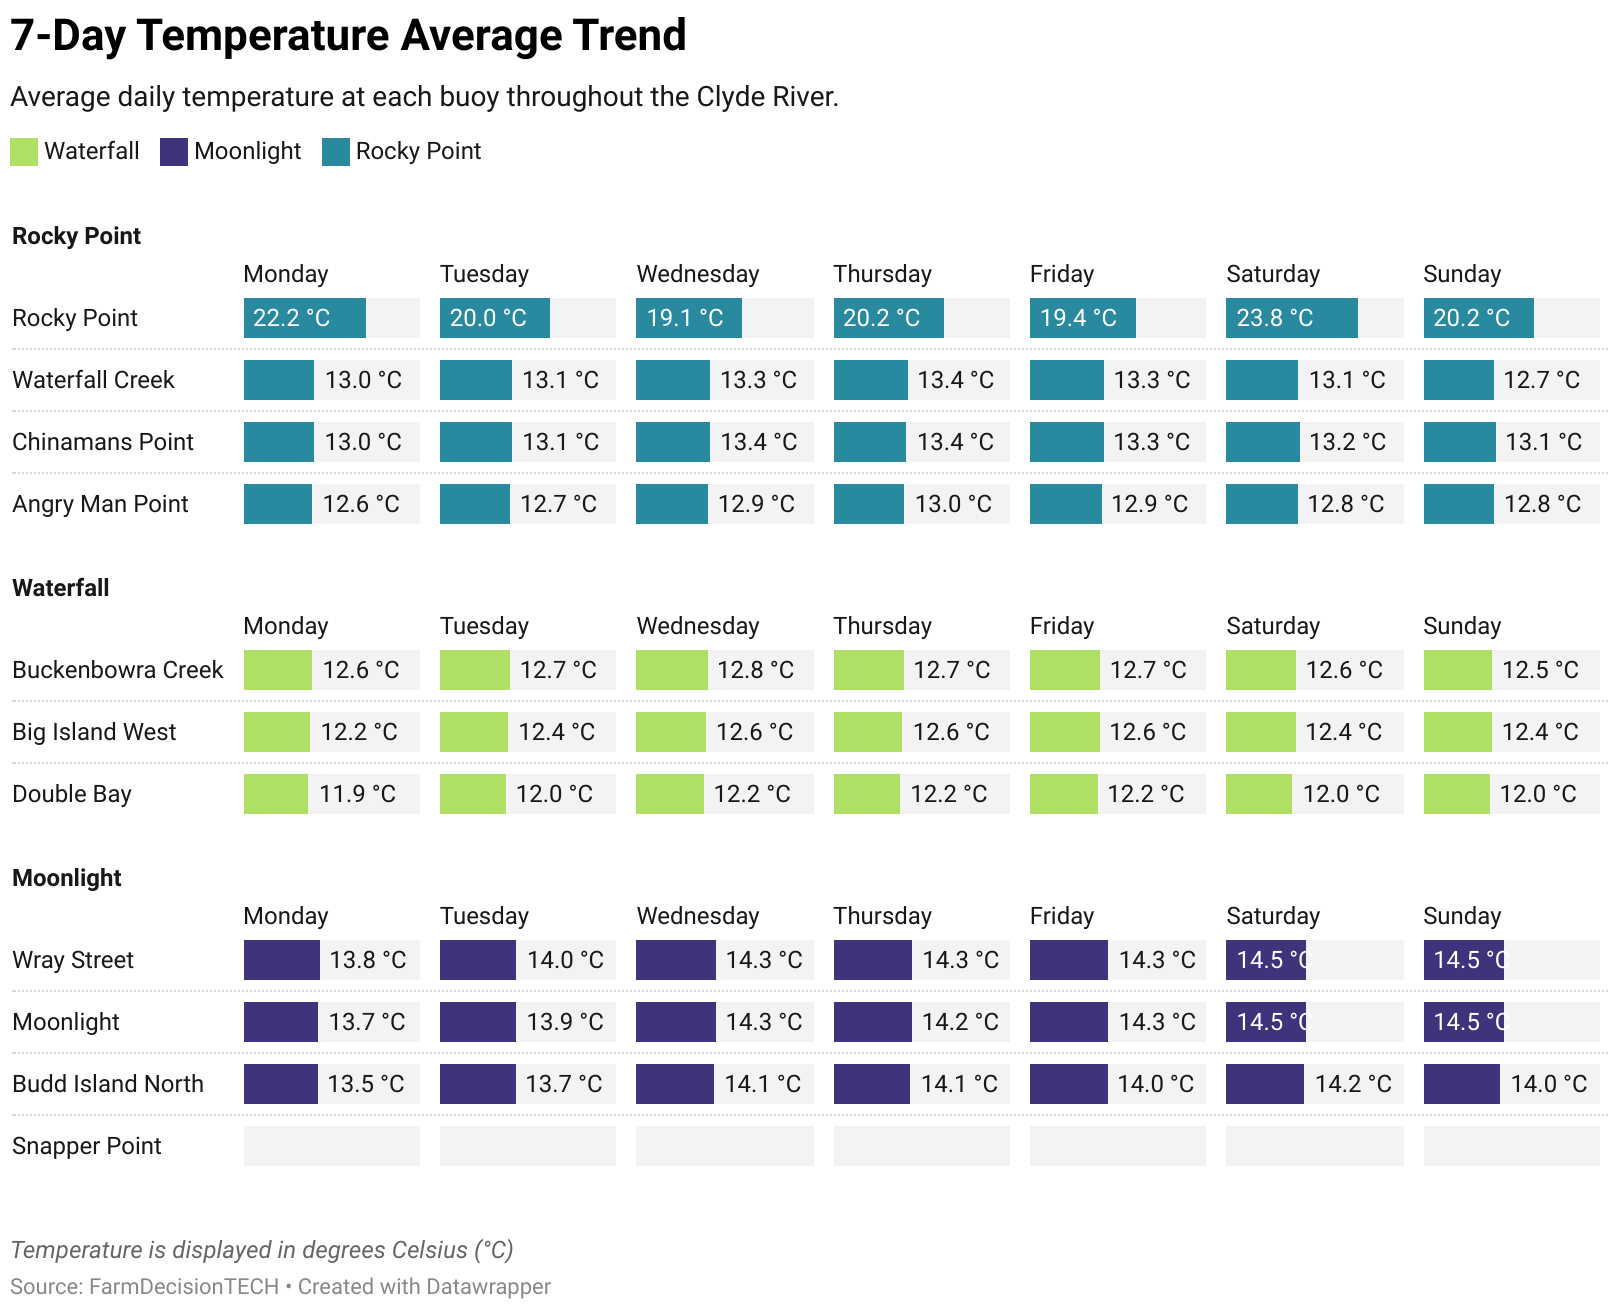 7-Day Temperature Average Trend
Average daily temperature at each buoy throughout the Clyde River.
Waterfall Moonlight Rocky Point
Rocky Point
Monday Tuesday Wednesday Thursday Friday Saturday Sunday
Rocky Point 22.2 °C 20.0 °C 19.1 °C 20.2 °C 19.4 °C 23.8 °C 20.2 °C
Waterfall Creek 13.0 °C 13.1 °C 13.3 °C 13.4 °C 13.3 °C 13.1 °C 12.7 °C
Chinamans Point 13.0 °C 13.1 °C 13.4 °C 13.4 °C 13.3 °C 13.2 °C 13.1 °C
Angry Man Point 12.6 °C 12.7 °C 12.9 °C 13.0 °C 12.9 °C 12.8 °C 12.8 °C
Waterfall
Monday Tuesday Wednesday Thursday Friday Saturday Sunday
Buckenbowra Creek 12.6 °C 12.7 °C 12.8 °C 12.7 °C 12.7 °C 12.6 °C 12.5 °C
Big Island West 12.2 °C 12.4 °C 12.6 °C 12.6 °C 12.6 °C 12.4 °C 12.4 °C
Double Bay 11.9 °C 12.0 °C 12.2 °C 12.2 °C 12.2 °C 12.0 °C 12.0 °C
Moonlight
Monday Tuesday Wednesday Thursday Friday Saturday Sunday
Wray Street 13.8 °C 14.0 °C 14.3 °C 14.3 °C 14.3 °C 14.5 °C 14.5 °C
Moonlight 13.7 °C 13.9 °C 14.3 °C 14.2 °C 14.3 °C 14.5 °C 14.5 °C
Budd Island North 13.5 °C 13.7 °C 14.1 °C 14.1 °C 14.0 °C 14.2 °C 14.0 °C
Snapper Point
Temperature is displayed in degrees Celsius (°C)
Source: FarmDecisionTECH • Created with Datawrapper